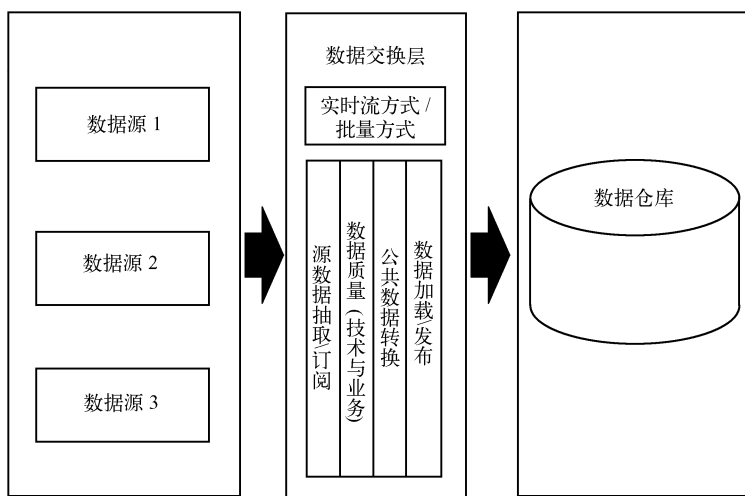 数据源 1
数据源 2
数据源 3
数据交换层
实时流方式 /
批量方式
源数据抽取\订阅
数据质量 (技术与业务)
公共数据转换
数据加载\发布
数据仓库